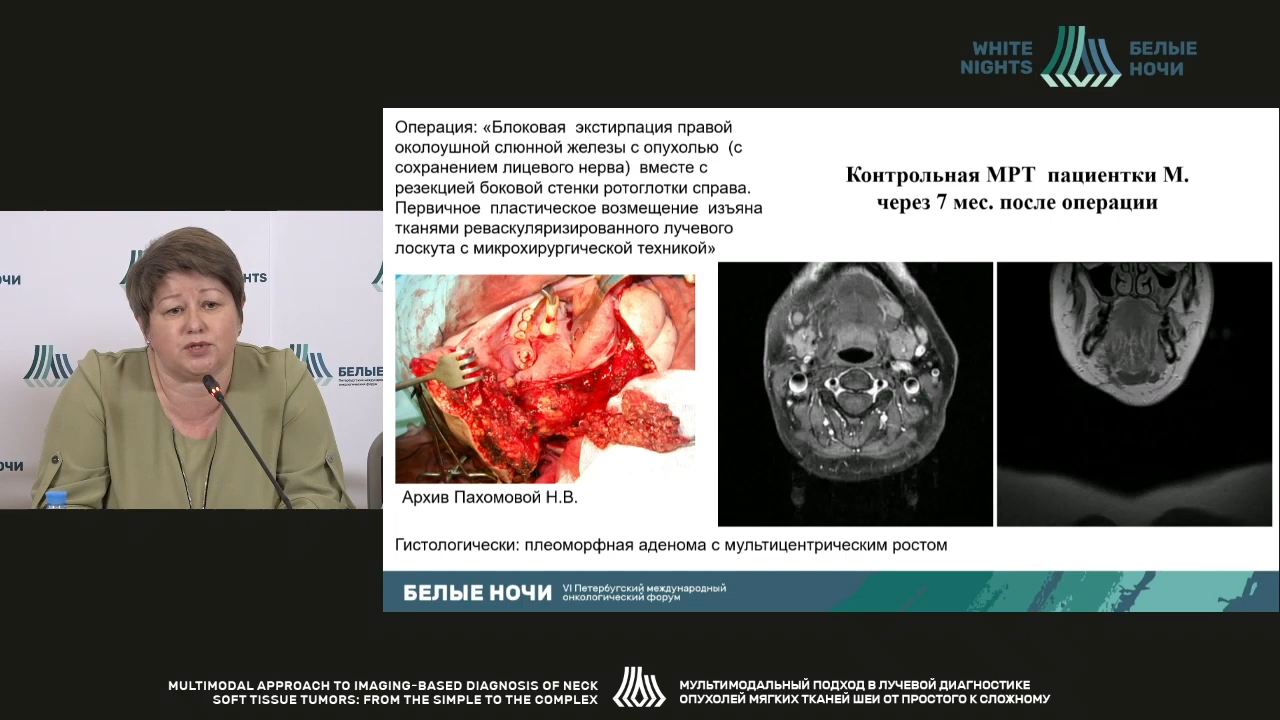 WHITE
NIGHTS
БЕЛЫЕ
НОЧИ
Операция: «Блоковая экстирпация правой
околоушной слюнной железы с опухолью (с
сохранением лицевого нерва) вместе с
резекцией боковой стенки ротоглотки справа.
Первичное пластическое возмещение изъяна
тканями реваскуляризированного лучевого
лоскута с микрохирургической техникой»
Контрольная МРТ пациентки М.
через 7 мес. после операции
НОЧИ
NIGHTS
БЕЛЫЕ
Архив Пахомовой Н.В.
Гистологически: плеоморфная аденома с мультицентрическим ростом
БЕЛЫЕ НОЧИ
VI Петербугский международный
онкологический форум
MULTIMODAL APPROACH TO IMAGING-BASED DIAGNOSIS OF NECK
SOFT TISSUE TUMORS: FROM THE SIMPLE TO THE COMPLEX
МУЛЬТИМОДАЛЬНЫЙ ПОДХОД В ЛУЧЕВОЙ ДИАГНОСТИКЕ
ОПУХОЛЕЙ МЯГКИХ ТКАНЕЙ ШЕИ ОТ ПРОСТОГО К СЛОЖНОМУ